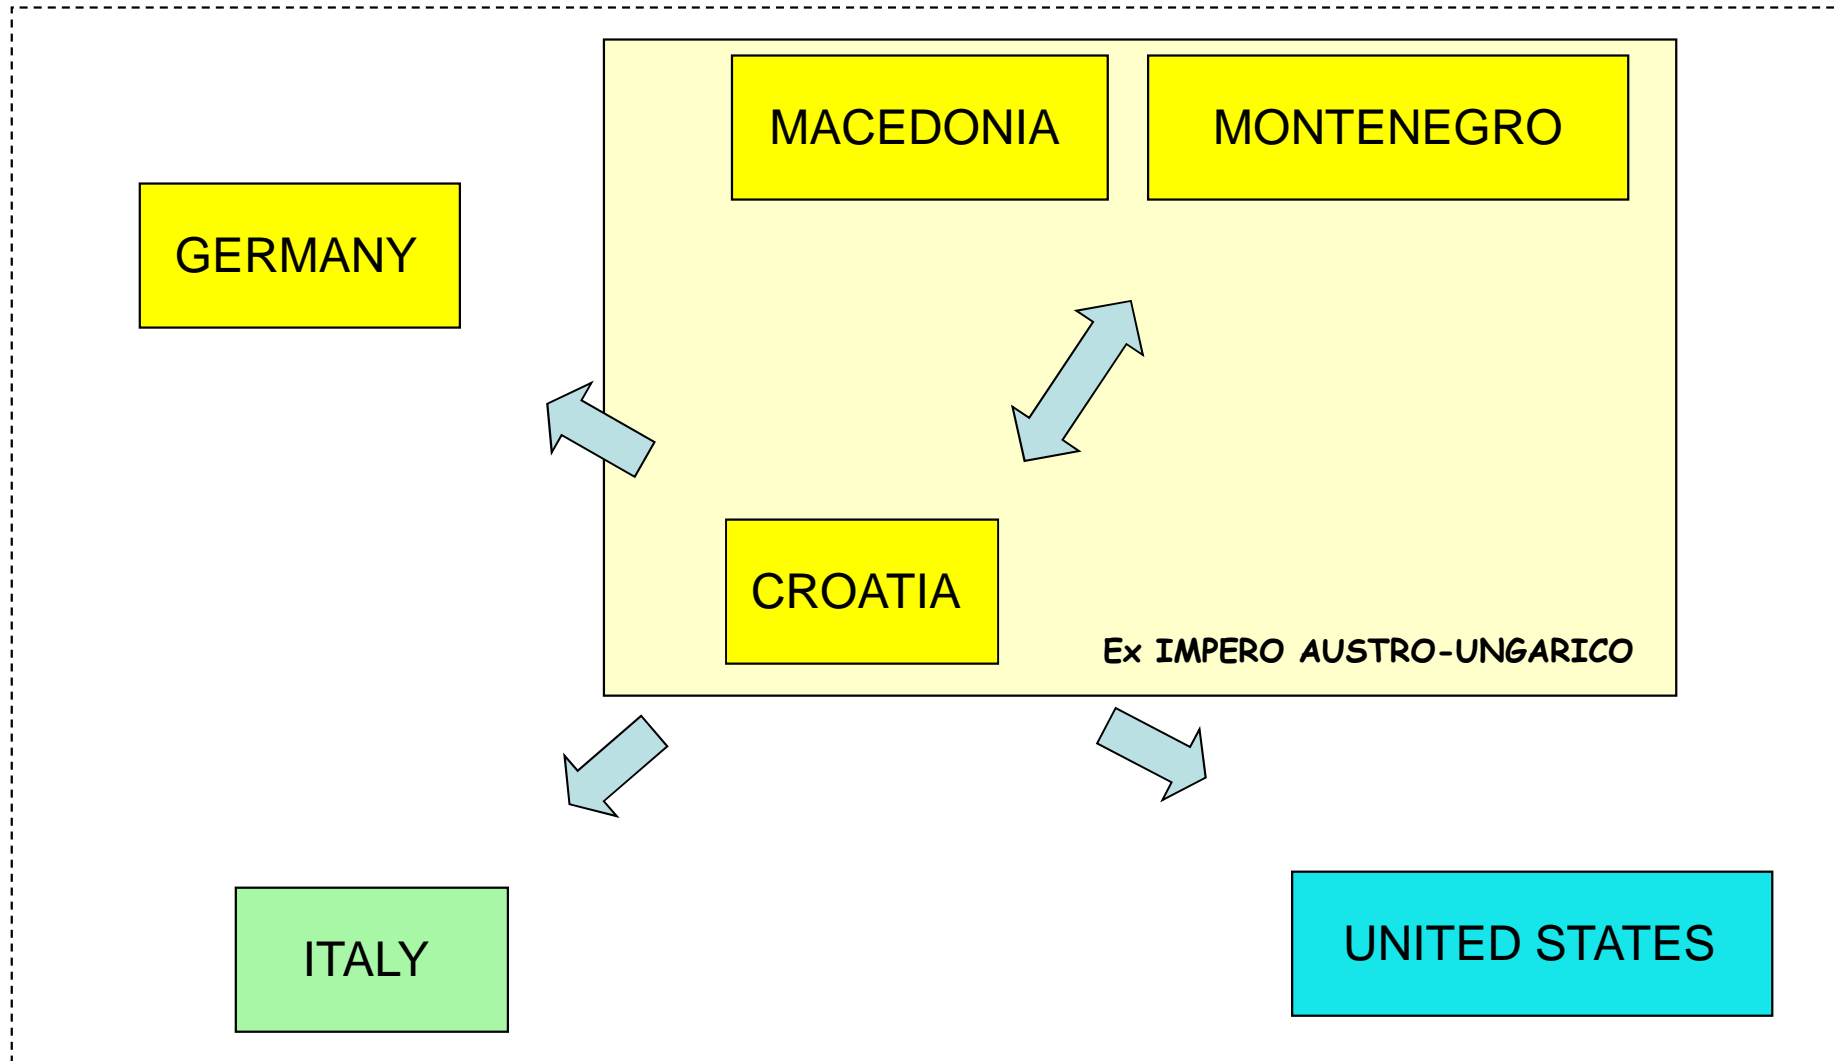 MACEDONIA
MONTENEGRO
GERMANY
CROATIA
Ex IMPERO AUSTRO-UNGARICO
ITALY
UNITED STATES